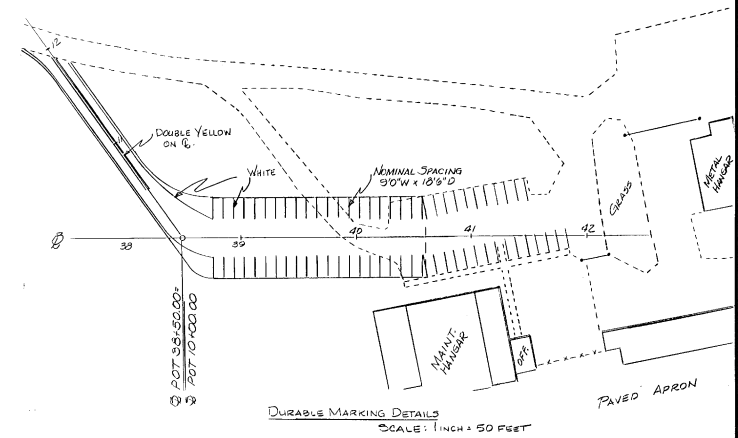 12
11
DOUBLE YELLOW
ON ℄.
WHITE
NOMINAL SPACING
9'0"W x 18'6"D
METAL
HANGAR
GRASS
38
39
40
41
42
POT 38+50.00=
POT 10+00.00
MAINT.
HANGAR
OFF.
PAVED APRON
DURABLE MARKING DETAILS
SCALE: 1 INCH = 50 FEET